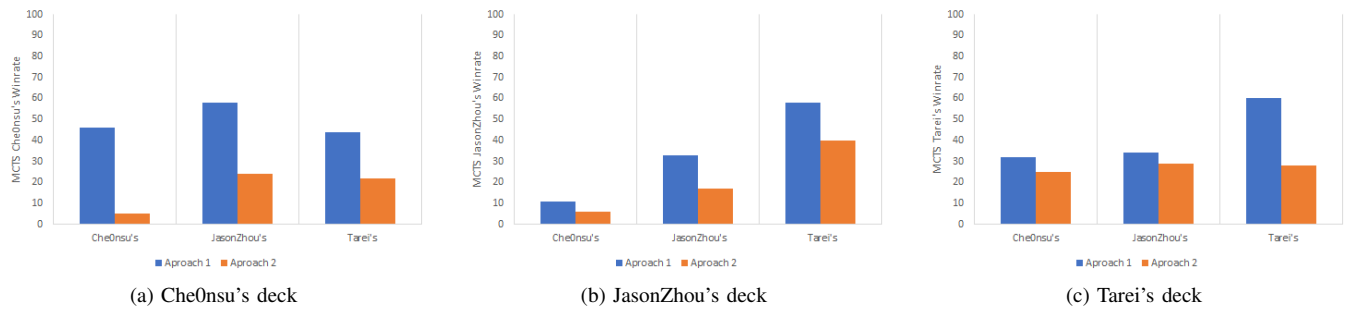 MCTS Che0nsu's Winrate
100
90
80
70
60
50
40
30
20
10
0
Che0nsu's
JasonZhou's
Tarei's
Aproach 1
Aproach 2
(a) Che0nsu's deck
MCTS JasonZhou's Winrate
100
90
80
70
60
50
40
30
20
10
0
Che0nsu's
JasonZhou's
Tarei's
Aproach 1
Aproach 2
(b) JasonZhou's deck
MCTS Tarei's Winrate
100
90
80
70
60
50
40
30
20
10
0
Che0nsu's
JasonZhou's
Tarei's
Aproach 1
Aproach 2
(c) Tarei's deck